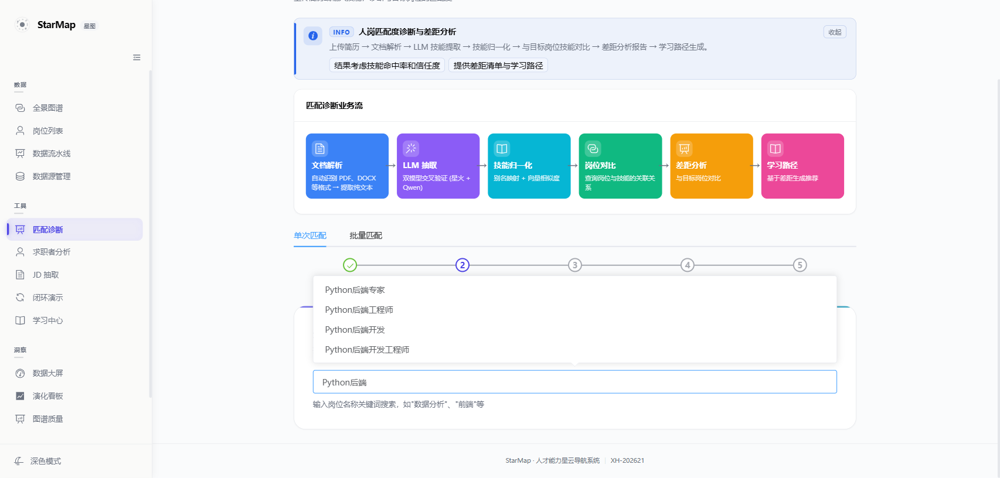 StarMap 星图
数据
全景图谱
岗位列表
数据流水线
数据源管理
工具
匹配诊断
求职者分析
JD 抽取
闭环演示
学习中心
洞察
数据大屏
演化看板
图谱质量
深色模式
INFO 人岗匹配度诊断与差距分析
收起
上传简历 → 文档解析 → LLM 技能提取 → 技能归一化 → 与目标岗位技能对比 → 差距分析报告 → 学习路径生成。
结果考虑技能命中率和信任度 提供差距清单与学习路径
匹配诊断业务流
文档解析
自动识别 PDF、DOCX
等格式 → 提取纯文本
→
LLM 抽取
双模型交叉验证 (星火 +
Qwen)
→
技能归一化
别名映射 + 向量相似度
→
岗位对比
查询岗位与技能的关联关
系
→
差距分析
与目标岗位对比
→
学习路径
基于差距生成推荐
单次匹配 批量匹配
2 3 4 5
Python后端专家
Python后端工程师
Python后端开发
Python后端开发工程师
Python后端
输入岗位名称关键词搜索，如"数据分析"、"前端"等
StarMap · 人才能力星云导航系统 | XH-202621